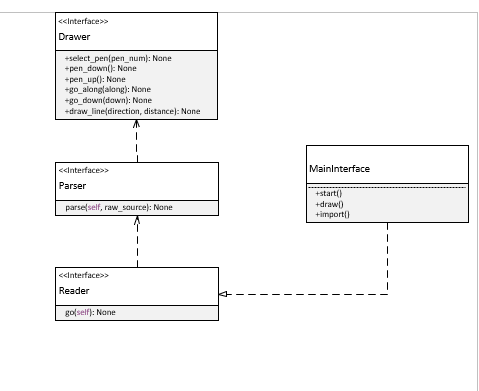 <<Interface>>
Drawer
+select_pen(pen_num): None
+pen_down(): None
+pen_up(): None
+go_along(along): None
+go_down(down): None
+draw_line(direction, distance): None
<<Interface>>
Parser
parse(self, raw_source): None
MainInterface
+start()
+draw()
+import()
<<Interface>>
Reader
go(self): None